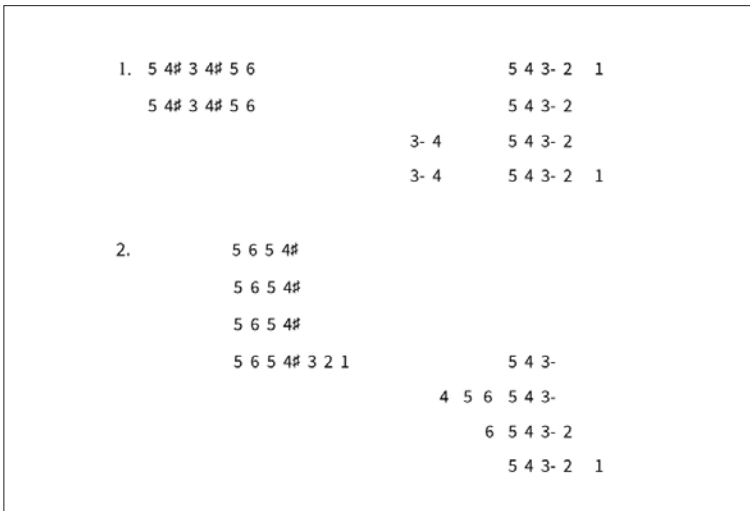 1. 5 4♯ 3 4♯ 5 6 5 4 3- 2 1
5 4♯ 3 4♯ 5 6 5 4 3- 2
3- 4 5 4 3- 2
3- 4 5 4 3- 2 1
2. 5 6 5 4♯
5 6 5 4♯
5 6 5 4♯
5 6 5 4♯ 3 2 1 5 4 3-
4 5 6 5 4 3-
6 5 4 3- 2
5 4 3- 2 1